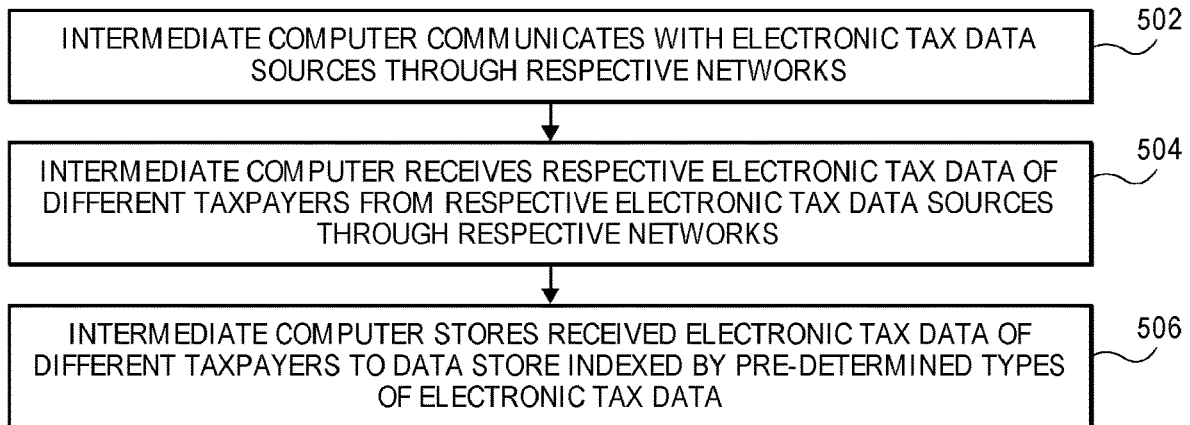 INTERMEDIATE COMPUTER COMMUNICATES WITH ELECTRONIC TAX DATA
SOURCES THROUGH RESPECTIVE NETWORKS
502
INTERMEDIATE COMPUTER RECEIVES RESPECTIVE ELECTRONIC TAX DATA OF
DIFFERENT TAXPAYERS FROM RESPECTIVE ELECTRONIC TAX DATA SOURCES
THROUGH RESPECTIVE NETWORKS
504
INTERMEDIATE COMPUTER STORES RECEIVED ELECTRONIC TAX DATA OF
DIFFERENT TAXPAYERS TO DATA STORE INDEXED BY PRE-DETERMINED TYPES
OF ELECTRONIC TAX DATA
506